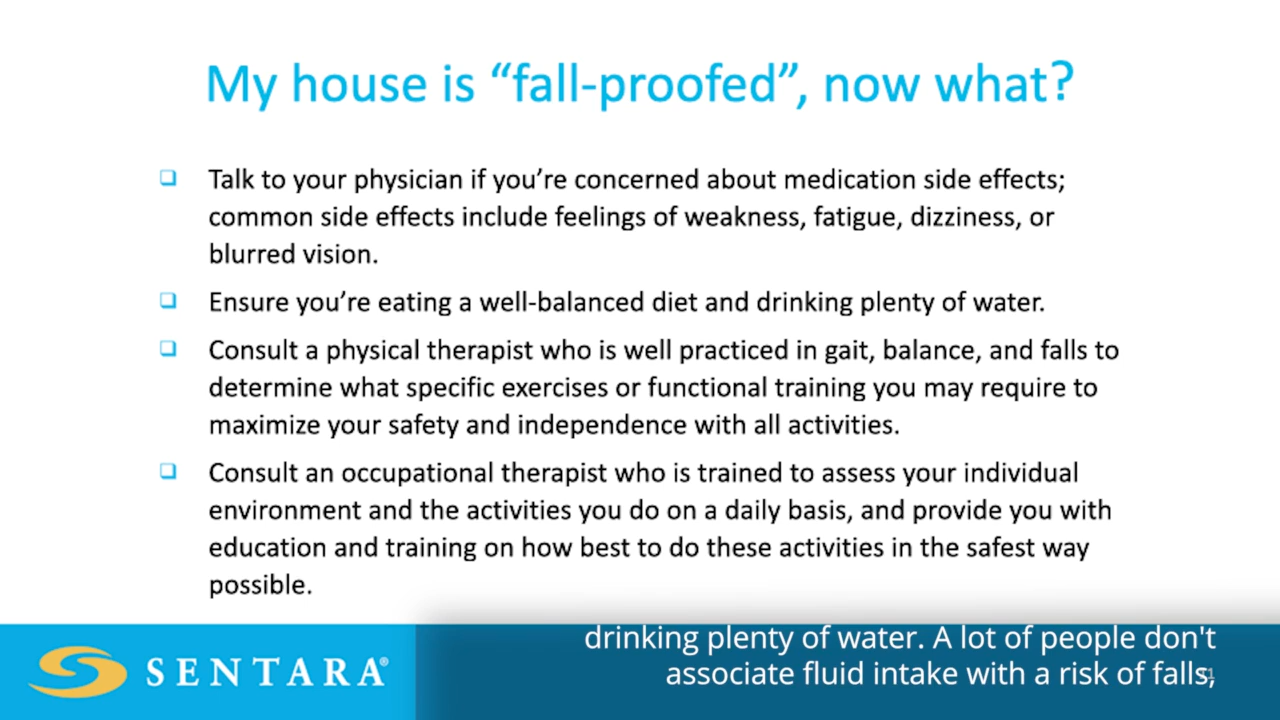 My house is “fall-proofed”, now what?
Talk to your physician if you’re concerned about medication side effects;
common side effects include feelings of weakness, fatigue, dizziness, or
blurred vision.
Ensure you’re eating a well-balanced diet and drinking plenty of water.
Consult a physical therapist who is well practiced in gait, balance, and falls to
determine what specific exercises or functional training you may require to
maximize your safety and independence with all activities.
Consult an occupational therapist who is trained to assess your individual
environment and the activities you do on a daily basis, and provide you with
education and training on how best to do these activities in the safest way
possible.
SENTARA®
drinking plenty of water. A lot of people don't
associate fluid intake with a risk of falls,